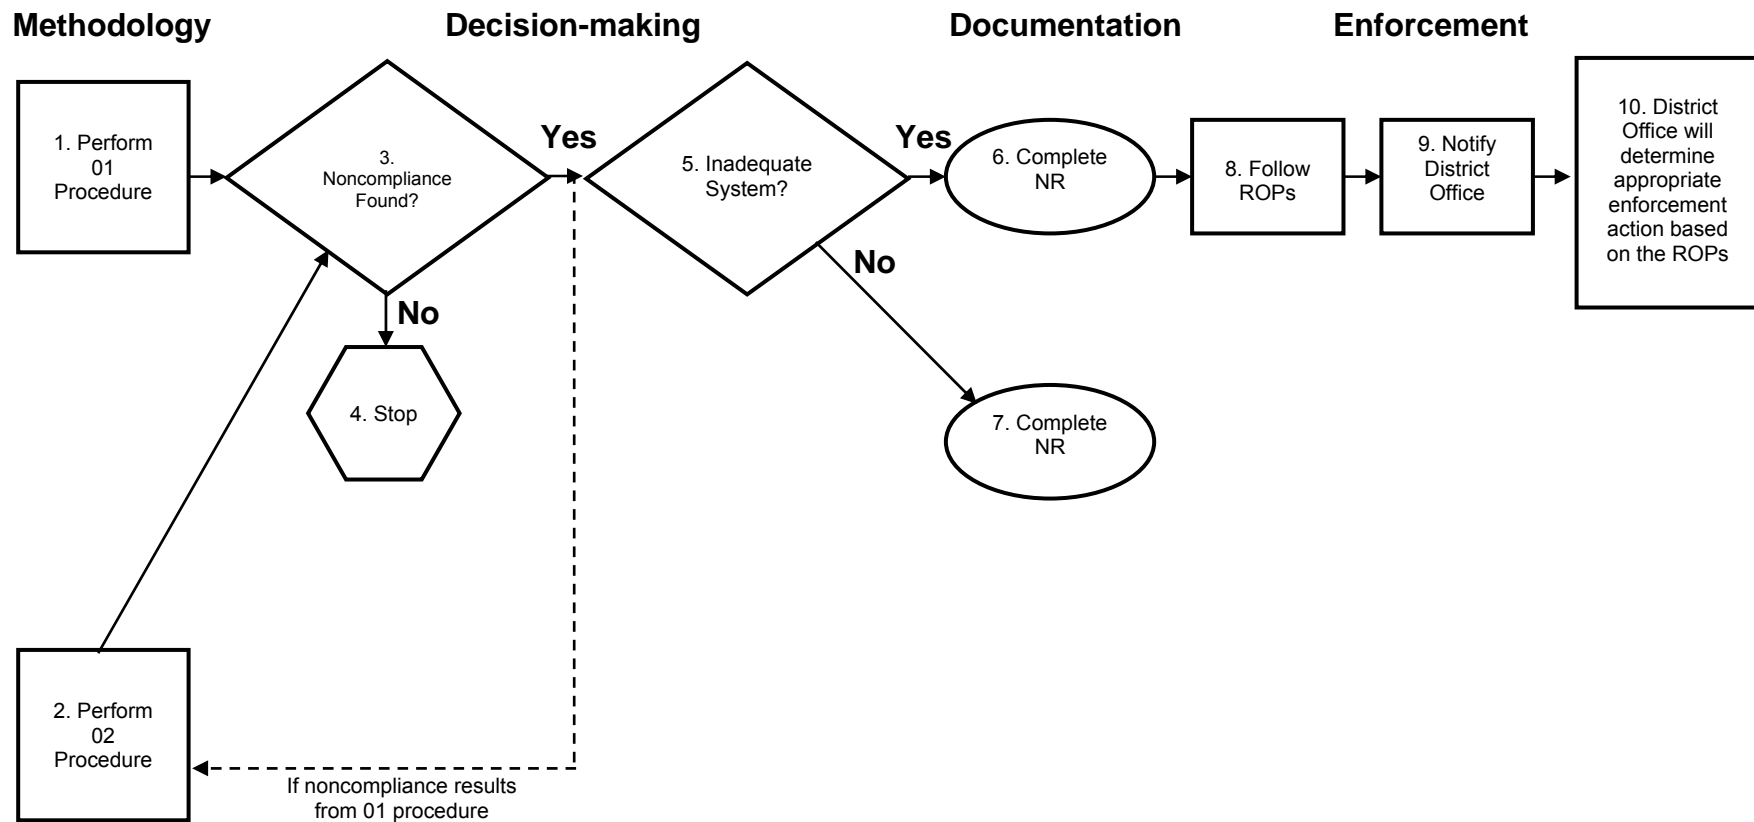 Methodology
Decision-making
Documentation
Enforcement
1. Perform
01
Procedure
3.
Noncompliance
Found?
Yes
No
4. Stop
5. Inadequate
System?
Yes
No
6. Complete
NR
7. Complete
NR
8. Follow
ROPs
9. Notify
District
Office
10. District
Office will
determine
appropriate
enforcement
action based
on the ROPs
2. Perform
02
Procedure
If noncompliance results
from 01 procedure